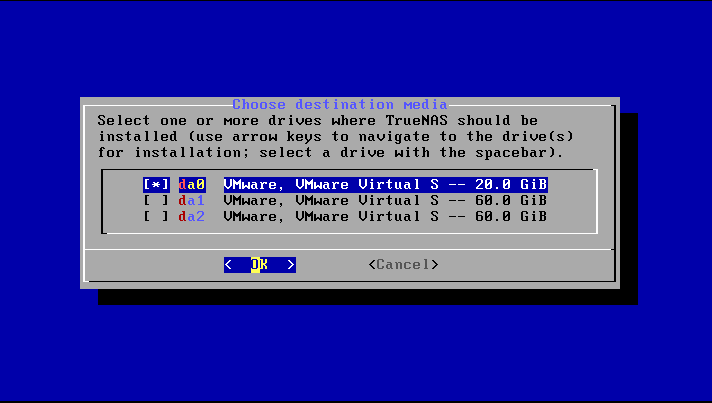 Choose destination media
Select one or more drives where TrueNAS should be
installed (use arrow keys to navigate to the drive(s)
for installation; select a drive with the spacebar).
[*] da0 VMware, VMware Virtual S -- 20.0 GiB
[ ] da1 VMware, VMware Virtual S -- 60.0 GiB
[ ] da2 VMware, VMware Virtual S -- 60.0 GiB
< OK > <Cancel>